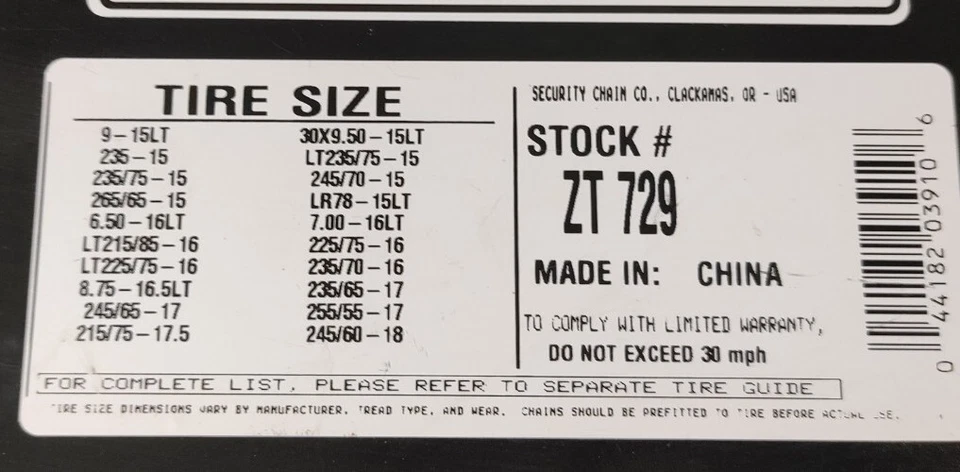 TIRE SIZE
9-15LT
235-15
235/75-15
265/65-15
6.50-16LT
LT215/85-16
LT225/75-16
8.75-16.5LT
245/65-17
215/75-17.5
30X9.50-15LT
LT235/75-15
245/70-15
LR78-15LT
7.00-16LT
225/75-16
235/70-16
235/65-17
255/55-17
245/60-18
SECURITY CHAIN CO., CLACKAMAS, OR - USA
STOCK #
ZT 729
MADE IN: CHINA
TO COMPLY WITH LIMITED WARRANTY,
DO NOT EXCEED 30 mph
0 44182 03910 6
FOR COMPLETE LIST, PLEASE REFER TO SEPARATE TIRE GUIDE
TIRE SIZE DIMENSIONS VARY BY MANUFACTURER, TREAD TYPE, AND WEAR. CHAINS SHOULD BE PREFITTED TO TIRE BEFORE ACTUAL USE.